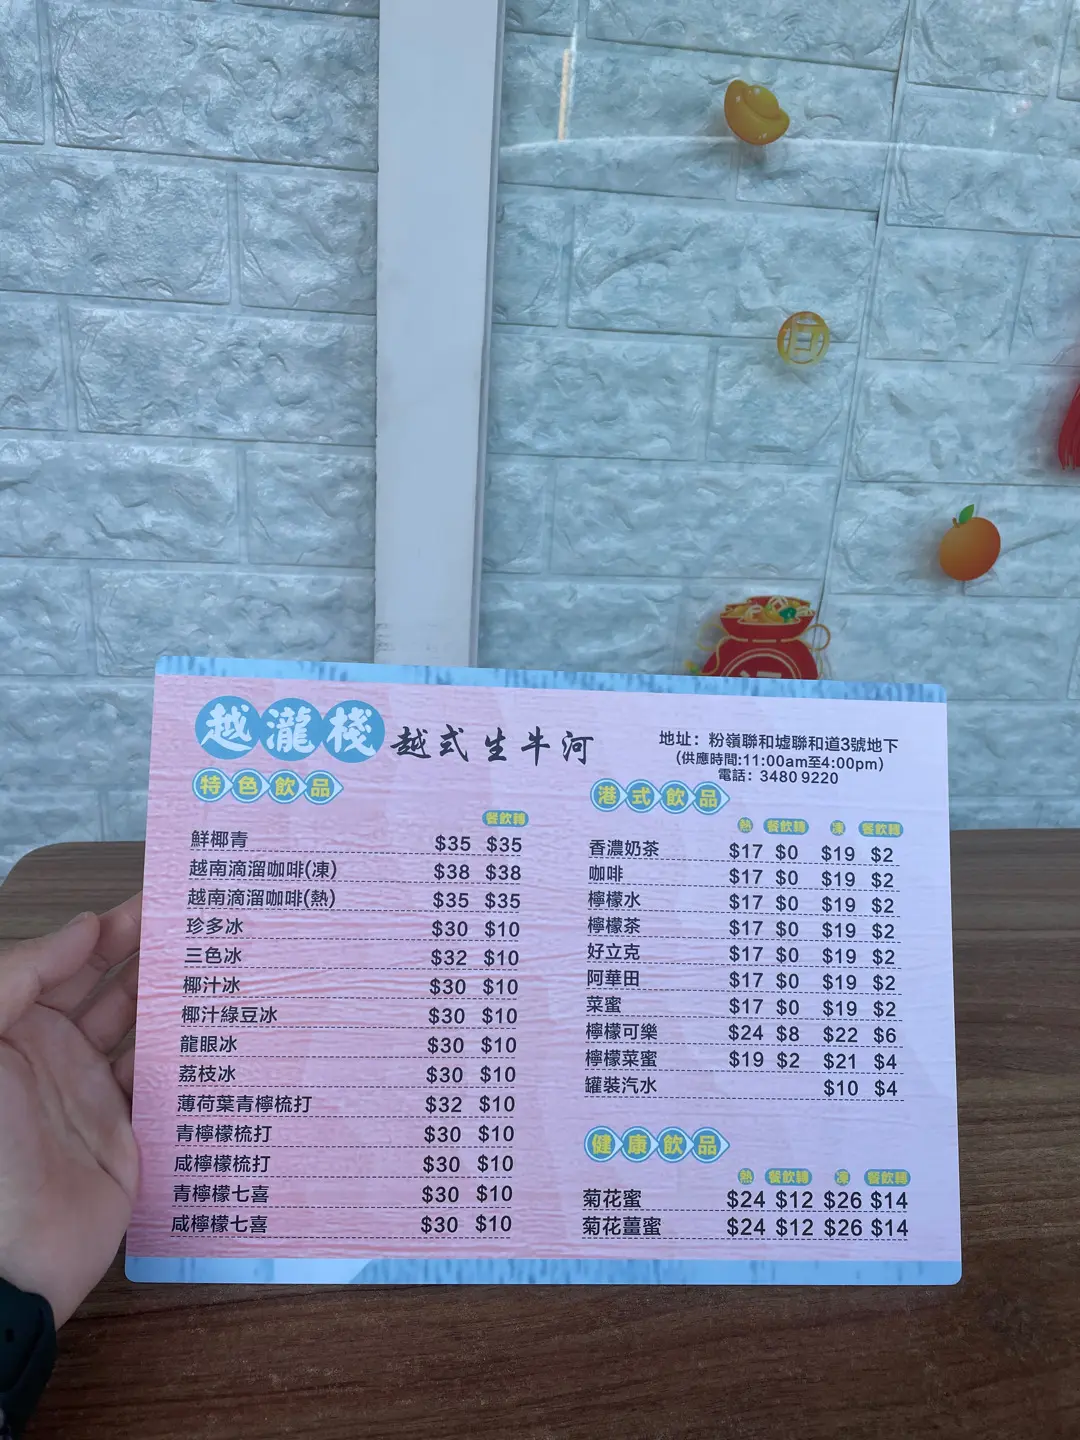 越瀧棧 越式生牛河
地址：粉嶺聯和墟聯和道3號地下
(供應時間:11:00am至4:00pm)
電話：3480 9220
特色飲品
餐飲轉
鮮椰青 $35 $35
越南滴溜咖啡(凍) $38 $38
越南滴溜咖啡(熱) $35 $35
珍多冰 $30 $10
三色冰 $32 $10
椰汁冰 $30 $10
椰汁綠豆冰 $30 $10
龍眼冰 $30 $10
荔枝冰 $30 $10
薄荷葉青檸梳打 $32 $10
青檸檬梳打 $30 $10
咸檸檬梳打 $30 $10
青檸檬七喜 $30 $10
咸檸檬七喜 $30 $10
港式飲品
熱 餐飲轉 凍 餐飲轉
香濃奶茶 $17 $0 $19 $2
咖啡 $17 $0 $19 $2
檸檬水 $17 $0 $19 $2
檸檬茶 $17 $0 $19 $2
好立克 $17 $0 $19 $2
阿華田 $17 $0 $19 $2
菜蜜 $17 $0 $19 $2
檸檬可樂 $24 $8 $22 $6
檸檬菜蜜 $19 $2 $21 $4
罐裝汽水 $10 $4
健康飲品
熱 餐飲轉 凍 餐飲轉
菊花蜜 $24 $12 $26 $14
菊花薑蜜 $24 $12 $26 $14